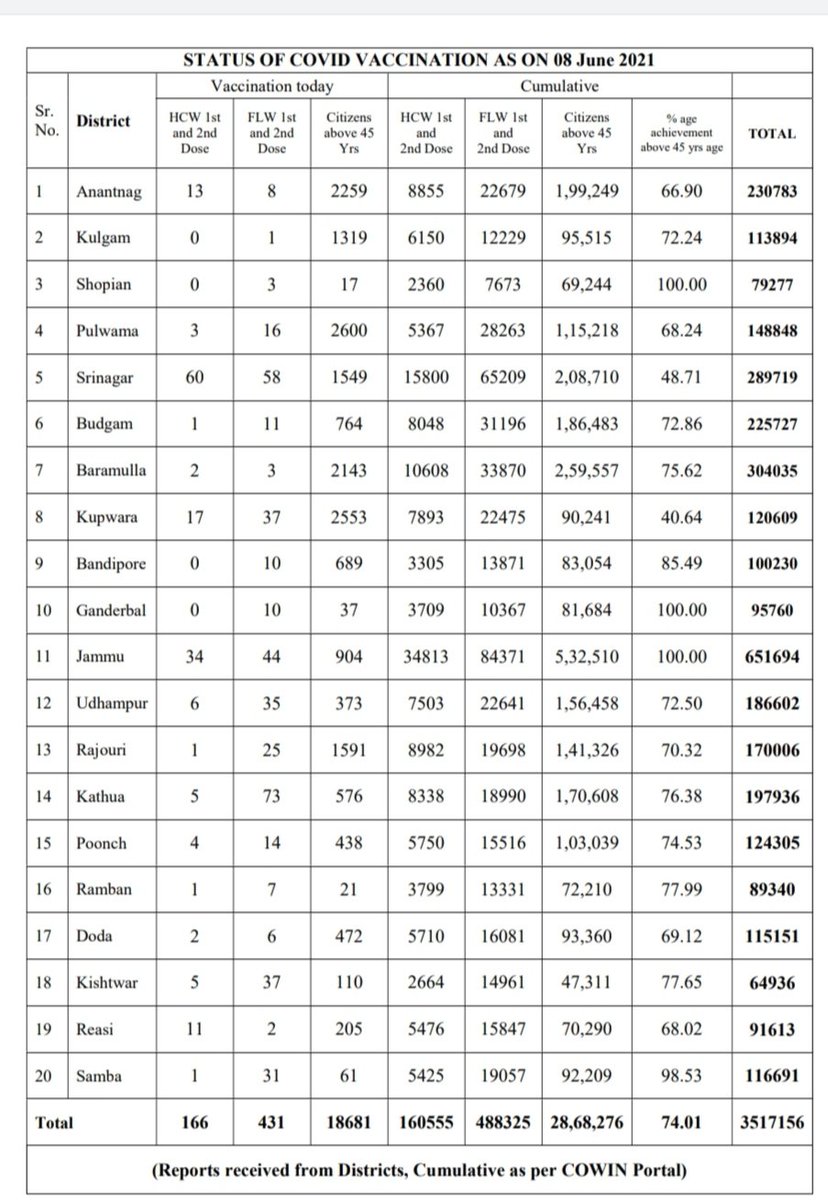 STATUS OF COVID VACCINATION AS ON 08 June 2021
Vaccination today Cumulative
Sr. No. District HCW 1st and 2nd Dose FLW 1st and 2nd Dose Citizens above 45 Yrs HCW 1st and 2nd Dose FLW 1st and 2nd Dose Citizens above 45 Yrs % age achievement above 45 yrs age TOTAL
1 Anantnag 13 8 2259 8855 22679 1,99,249 66.90 230783
2 Kulgam 0 1 1319 6150 12229 95,515 72.24 113894
3 Shopian 0 3 17 2360 7673 69,244 100.00 79277
4 Pulwama 3 16 2600 5367 28263 1,15,218 68.24 148848
5 Srinagar 60 58 1549 15800 65209 2,08,710 48.71 289719
6 Budgam 1 11 764 8048 31196 1,86,483 72.86 225727
7 Baramulla 2 3 2143 10608 33870 2,59,557 75.62 304035
8 Kupwara 17 37 2553 7893 22475 90,241 40.64 120609
9 Bandipore 0 10 689 3305 13871 83,054 85.49 100230
10 Ganderbal 0 10 37 3709 10367 81,684 100.00 95760
11 Jammu 34 44 904 34813 84371 5,32,510 100.00 651694
12 Udhampur 6 35 373 7503 22641 1,56,458 72.50 186602
13 Rajouri 1 25 1591 8982 19698 1,41,326 70.32 170006
14 Kathua 5 73 576 8338 18990 1,70,608 76.38 197936
15 Poonch 4 14 438 5750 15516 1,03,039 74.53 124305
16 Ramban 1 7 21 3799 13331 72,210 77.99 89340
17 Doda 2 6 472 5710 16081 93,360 69.12 115151
18 Kishtwar 5 37 110 2664 14961 47,311 77.65 64936
19 Reasi 11 2 205 5476 15847 70,290 68.02 91613
20 Samba 1 31 61 5425 19057 92,209 98.53 116691
Total 166 431 18681 160555 488325 28,68,276 74.01 3517156
(Reports received from Districts, Cumulative as per COWIN Portal)